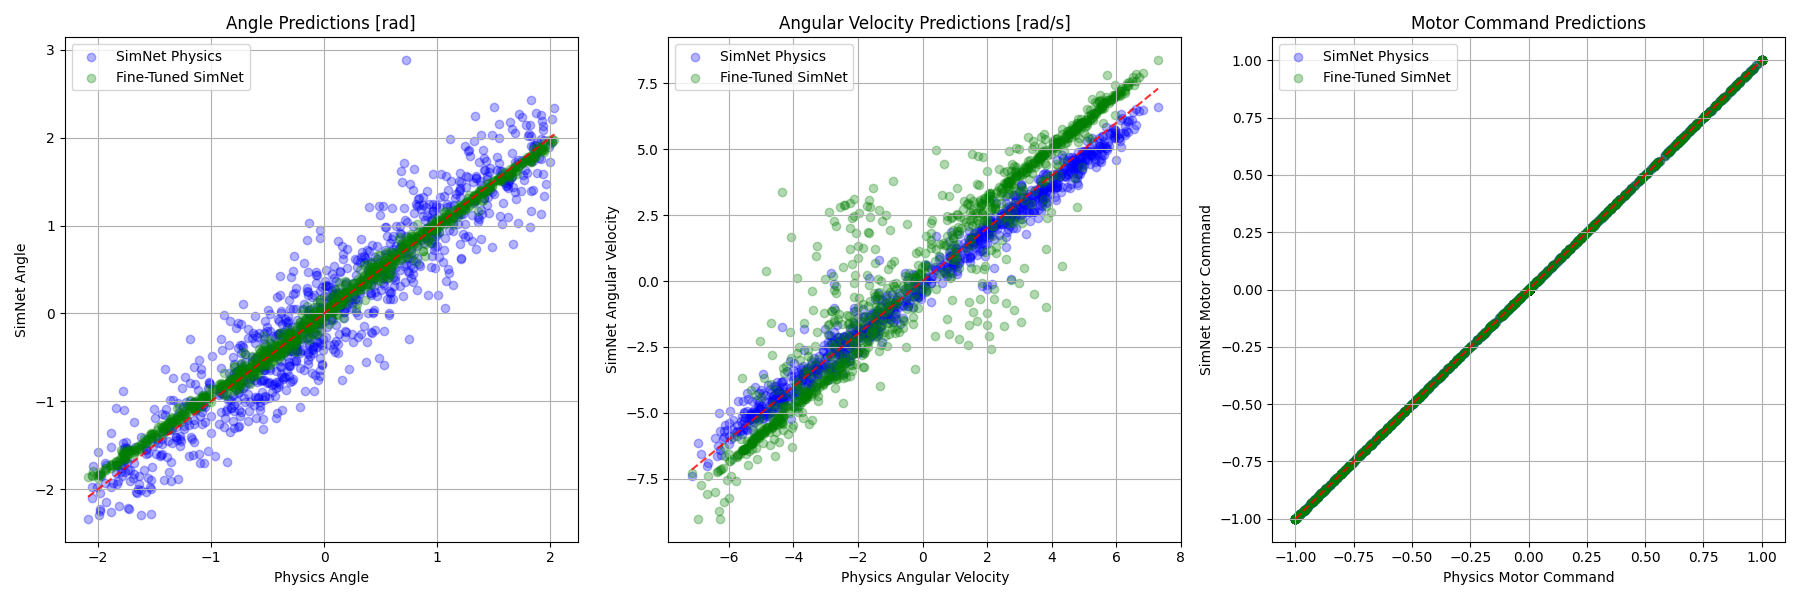 Angle Predictions [rad]
SimNet Physics
Fine-Tuned SimNet
SimNet Angle
3
2
1
0
−1
−2
−2
−1
0
1
2
Physics Angle
Angular Velocity Predictions [rad/s]
SimNet Physics
Fine-Tuned SimNet
SimNet Angular Velocity
7.5
5.0
2.5
0.0
−2.5
−5.0
−7.5
−6
−4
−2
0
2
4
6
8
Physics Angular Velocity
Motor Command Predictions
SimNet Physics
Fine-Tuned SimNet
SimNet Motor Command
1.00
0.75
0.50
0.25
0.00
−0.25
−0.50
−0.75
−1.00
−1.00
−0.75
−0.50
−0.25
0.00
0.25
0.50
0.75
1.00
Physics Motor Command